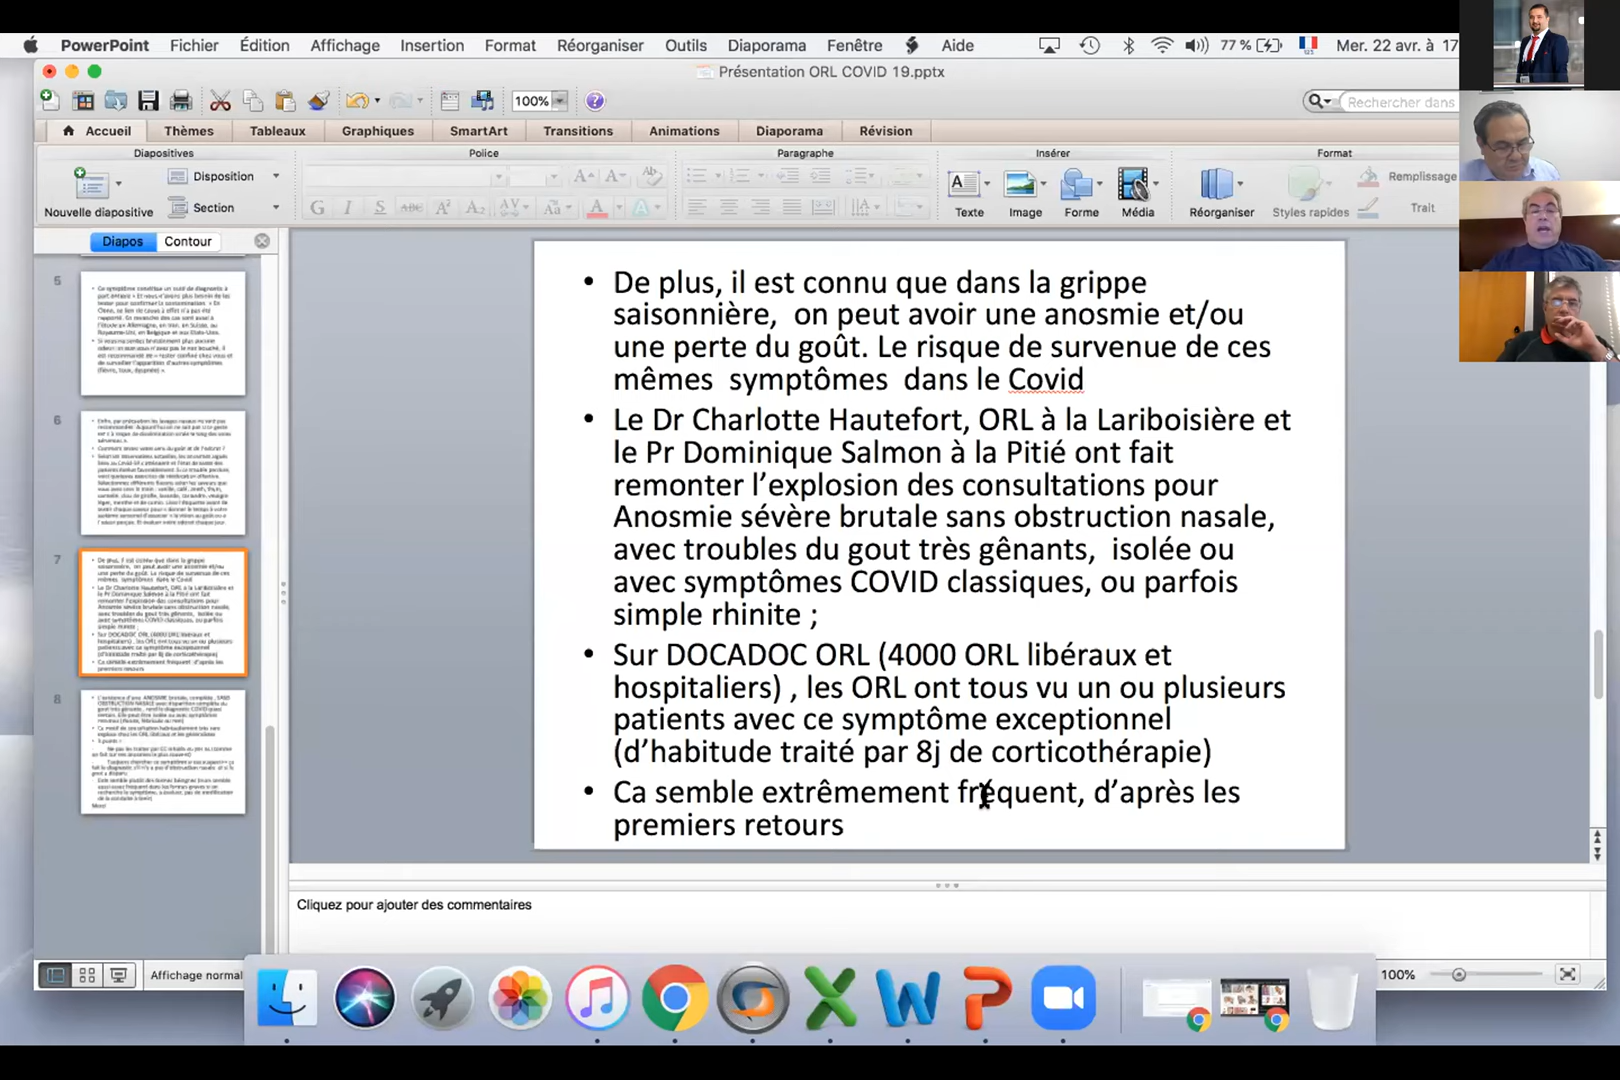 PowerPoint Fichier Édition Affichage Insertion Format Réorganiser Outils Diaporama Fenêtre Aide 77 % Mer. 22 avr. à 17
Présentation ORL COVID 19.pptx
100% Rechercher dans
Accueil Thèmes Tableaux Graphiques SmartArt Transitions Animations Diaporama Révision
Diapositives Police Paragraphe Insérer Format
Nouvelle diapositive Disposition Section
Texte Image Forme Média Réorganiser Styles rapides Remplissage Trait
Diapos Contour
5
6
7
8
• De plus, il est connu que dans la grippe
saisonnière, on peut avoir une anosmie et/ou
une perte du goût. Le risque de survenue de ces
mêmes symptômes dans le Covid
• Le Dr Charlotte Hautefort, ORL à la Lariboisière et
le Pr Dominique Salmon à la Pitié ont fait
remonter l’explosion des consultations pour
Anosmie sévère brutale sans obstruction nasale,
avec troubles du gout très gênants, isolée ou
avec symptômes COVID classiques, ou parfois
simple rhinite ;
• Sur DOCADOC ORL (4000 ORL libéraux et
hospitaliers) , les ORL ont tous vu un ou plusieurs
patients avec ce symptôme exceptionnel
(d’habitude traité par 8j de corticothérapie)
• Ca semble extrêmement fréquent, d’après les
premiers retours
Cliquez pour ajouter des commentaires
Affichage normal 100%